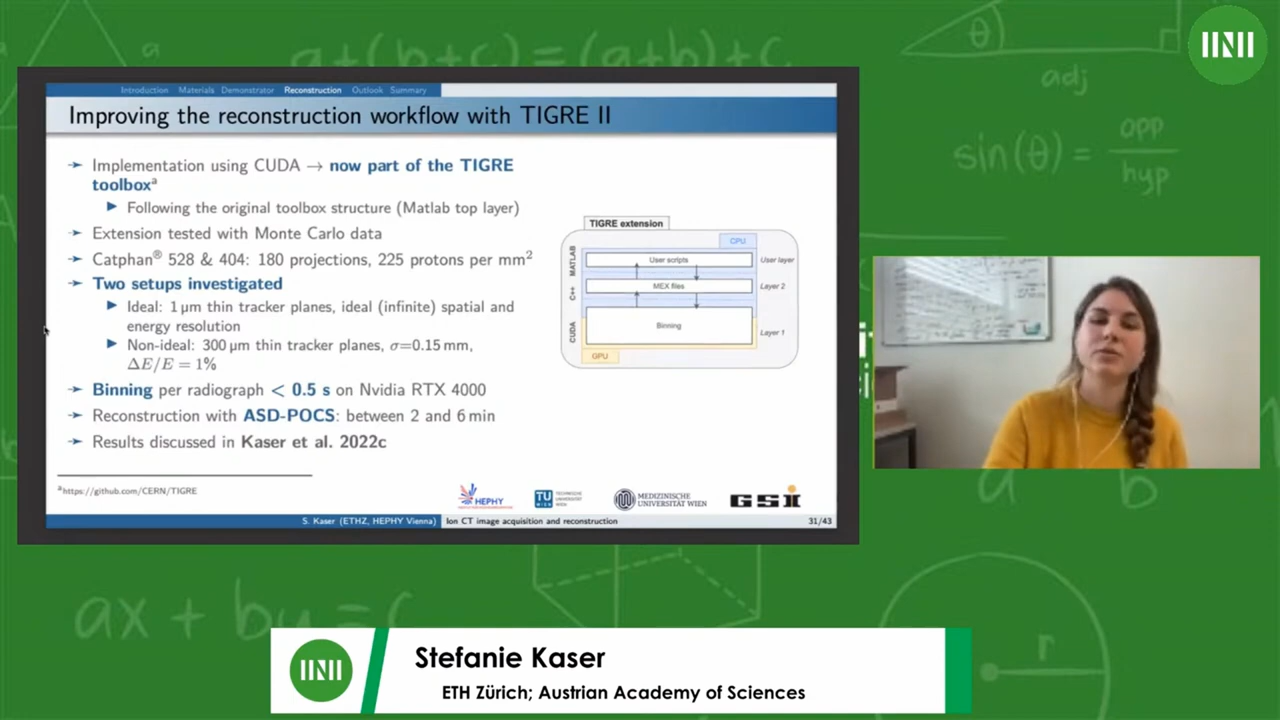 a+(b+c)=(a+b)+c
a
θ
adj
sin(θ) = opp
hyp
Introduction Materials Demonstrator Reconstruction Outlook Summary
Improving the reconstruction workflow with TIGRE II
➔ Implementation using CUDA → now part of the TIGRE
toolboxᵃ
▶ Following the original toolbox structure (Matlab top layer)
➔ Extension tested with Monte Carlo data
➔ Catphan® 528 & 404: 180 projections, 225 protons per mm²
➔ Two setups investigated
▶ Ideal: 1 μm thin tracker planes, ideal (infinite) spatial and
energy resolution
▶ Non-ideal: 300 μm thin tracker planes, σ=0.15 mm,
ΔE/E = 1%
➔ Binning per radiograph < 0.5 s on Nvidia RTX 4000
➔ Reconstruction with ASD-POCS: between 2 and 6 min
➔ Results discussed in Kaser et al. 2022c
TIGRE extension
CPU
MATLAB
User scripts
User layer
C++
MEX files
Layer 2
CUDA
Binning
Layer 1
GPU
ᵃhttps://github.com/CERN/TIGRE
HEPHY
TU
WIEN
TECHNISCHE
UNIVERSITÄT
WIEN
MEDIZINISCHE
UNIVERSITÄT WIEN
GSI
S. Kaser (ETHZ, HEPHY Vienna) Ion CT image acquisition and reconstruction 31/43
a b
ax + by = c
r
Stefanie Kaser
ETH Zürich; Austrian Academy of Sciences